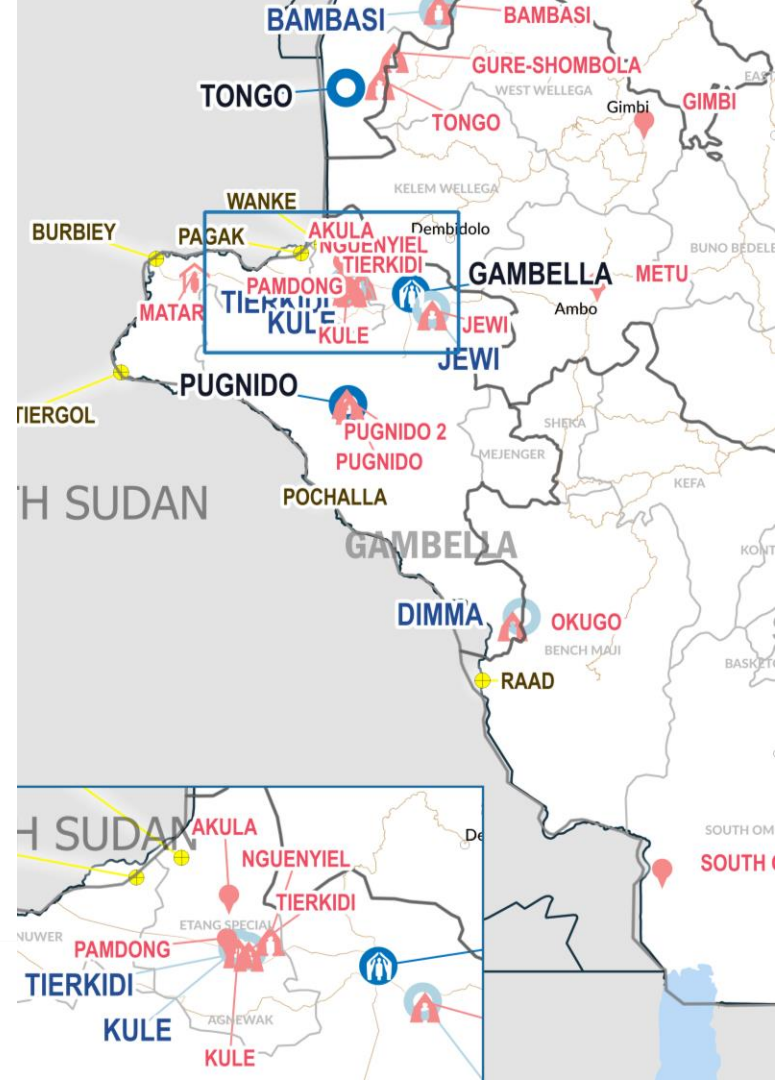 BAMBASI
BAMBASI
GURE-SHOMBOLA
TONGO
WEST WELLEGA
Gimbi
GIMBI
TONGO
KELEM WELLEGA
WANKE
BURBIEY
PAGAK
AKULA
Dembidolo
NGUENYIEL
BUNO BEDELE
TIERKIDI
GAMBELLA
METU
PAMDONG
TIERKIDI
MATAR
KULE
Ambo
KULE
JEWI
JEWI
PUGNIDO
TIERGOL
PUGNIDO 2
SHEKA
MEJENGER
PUGNIDO
KEFA
POCHALLA
TH SUDAN
GAMBELLA
KONT
DIMMA
OKUGO
BENCH MAJI
BASKETO
RAAD
H SUDAN
AKULA
De
SOUTH OM
NGUENYIEL
SOUTH
TIERKIDI
ETANG SPECIAL
NUWER
PAMDONG
TIERKIDI
AGNEWAK
KULE
KULE